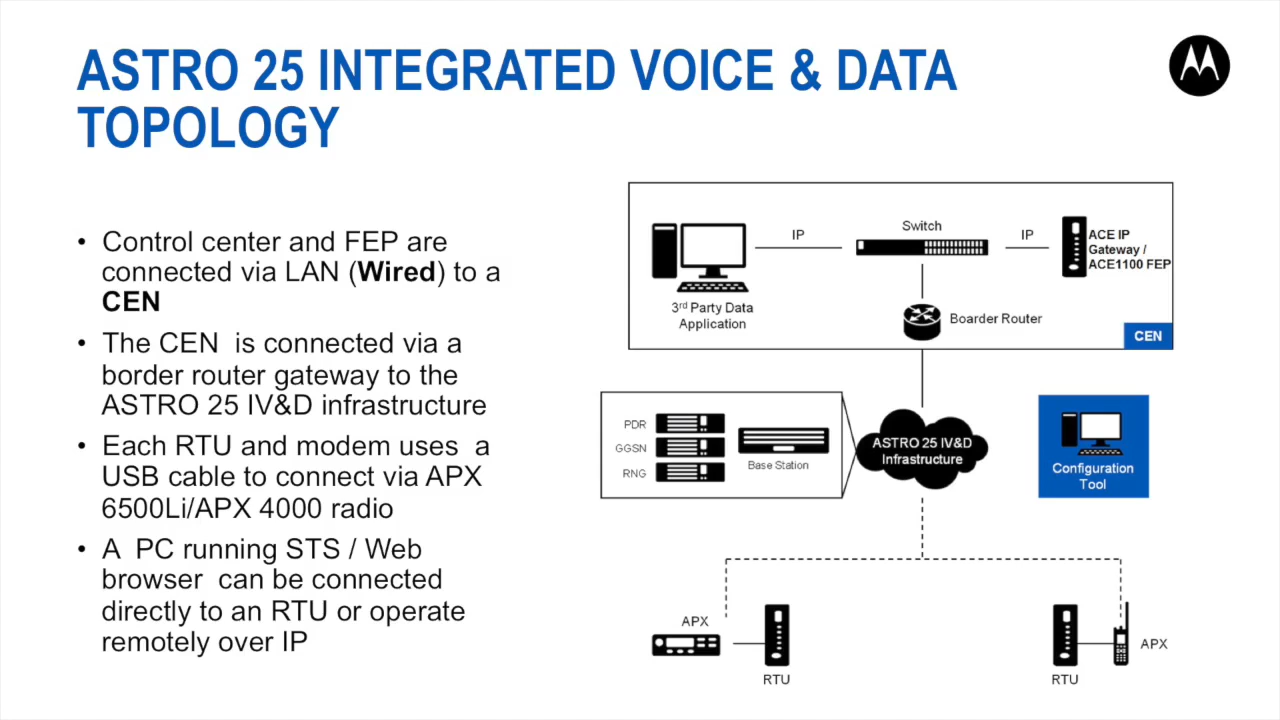 ASTRO 25 INTEGRATED VOICE & DATA
TOPOLOGY
• Control center and FEP are
connected via LAN (Wired) to a
CEN
• The CEN is connected via a
border router gateway to the
ASTRO 25 IV&D infrastructure
• Each RTU and modem uses a
USB cable to connect via APX
6500Li/APX 4000 radio
• A PC running STS / Web
browser can be connected
directly to an RTU or operate
remotely over IP
IP
Switch
IP
ACE IP
Gateway /
ACE1100 FEP
3rd Party Data
Application
Boarder Router
CEN
PDR
GGSN
RNG
Base Station
ASTRO 25 IV&D
Infrastructure
Configuration
Tool
APX
RTU
RTU
APX